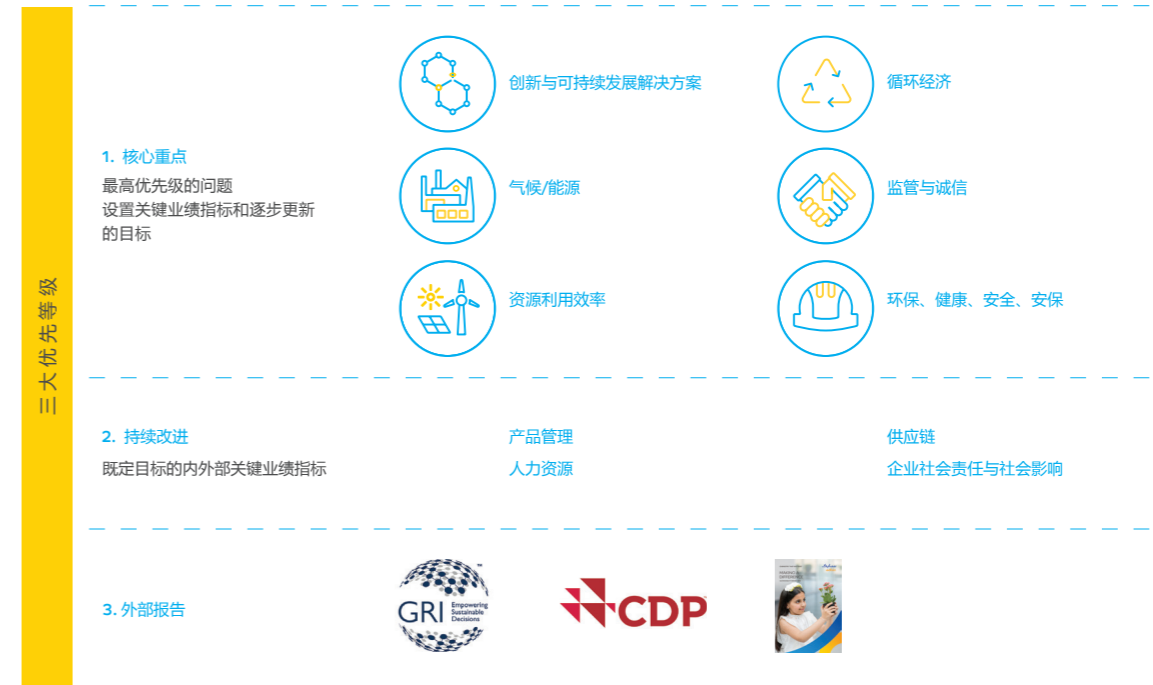 三大优先等级
1. 核心重点
最高优先级的问题
设置关键业绩指标和逐步更新
的目标
创新与可持续发展解决方案
循环经济
气候/能源
监管与诚信
资源利用效率
环保、健康、安全、安保
2. 持续改进
既定目标的内外部关键业绩指标
产品管理
供应链
人力资源
企业社会责任与社会影响
3. 外部报告
GRI
Empowering
Sustainable
Decisions
TM
CDP